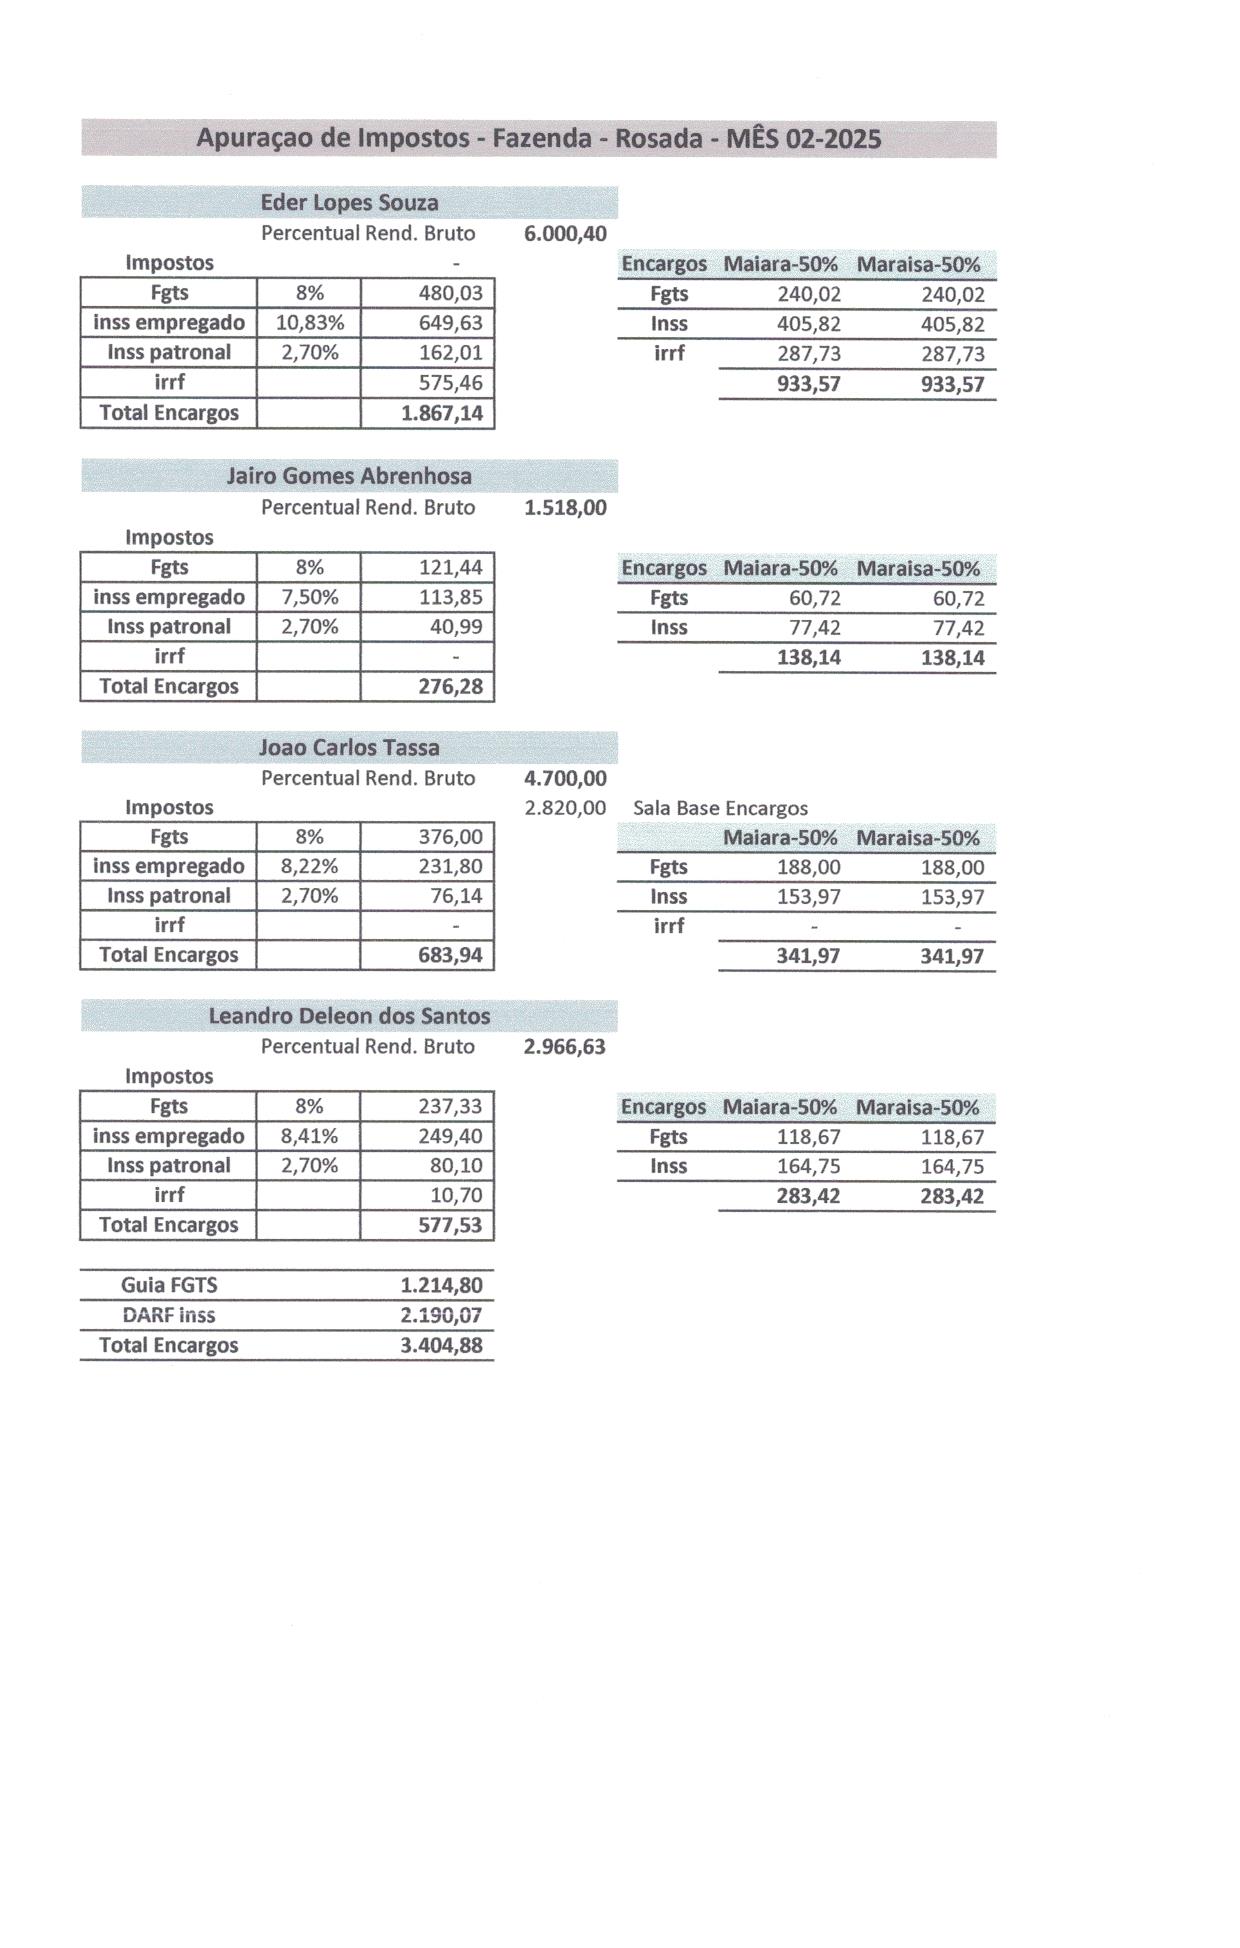 Apuraçao de Impostos - Fazenda - Rosada - MÊS 02-2025
Eder Lopes Souza
Percentual Rend. Bruto 6.000,40
Impostos - Encargos Maiara-50% Maraisa-50%
Fgts 8% 480,03 Fgts 240,02 240,02
inss empregado 10,83% 649,63 Inss 405,82 405,82
Inss patronal 2,70% 162,01 irrf 287,73 287,73
irrf 575,46 933,57 933,57
Total Encargos 1.867,14
Jairo Gomes Abrenhosa
Percentual Rend. Bruto 1.518,00
Impostos
Fgts 8% 121,44 Encargos Maiara-50% Maraisa-50%
inss empregado 7,50% 113,85 Fgts 60,72 60,72
Inss patronal 2,70% 40,99 Inss 77,42 77,42
irrf - 138,14 138,14
Total Encargos 276,28
Joao Carlos Tassa
Percentual Rend. Bruto 4.700,00
Impostos 2.820,00 Sala Base Encargos
Fgts 8% 376,00 Maiara-50% Maraisa-50%
inss empregado 8,22% 231,80 Fgts 188,00 188,00
Inss patronal 2,70% 76,14 Inss 153,97 153,97
irrf - irrf - -
Total Encargos 683,94 341,97 341,97
Leandro Deleon dos Santos
Percentual Rend. Bruto 2.966,63
Impostos
Fgts 8% 237,33 Encargos Maiara-50% Maraisa-50%
inss empregado 8,41% 249,40 Fgts 118,67 118,67
Inss patronal 2,70% 80,10 Inss 164,75 164,75
irrf 10,70 283,42 283,42
Total Encargos 577,53
Guia FGTS 1.214,80
DARF inss 2.190,07
Total Encargos 3.404,88